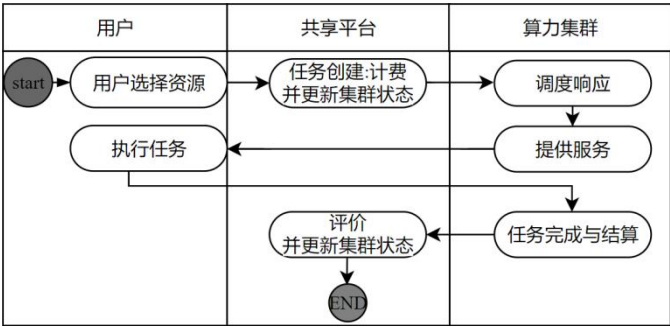 用户
共享平台
算力集群
start
用户选择资源
任务创建:计费
并更新集群状态
调度响应
执行任务
提供服务
评价
并更新集群状态
任务完成与结算
END